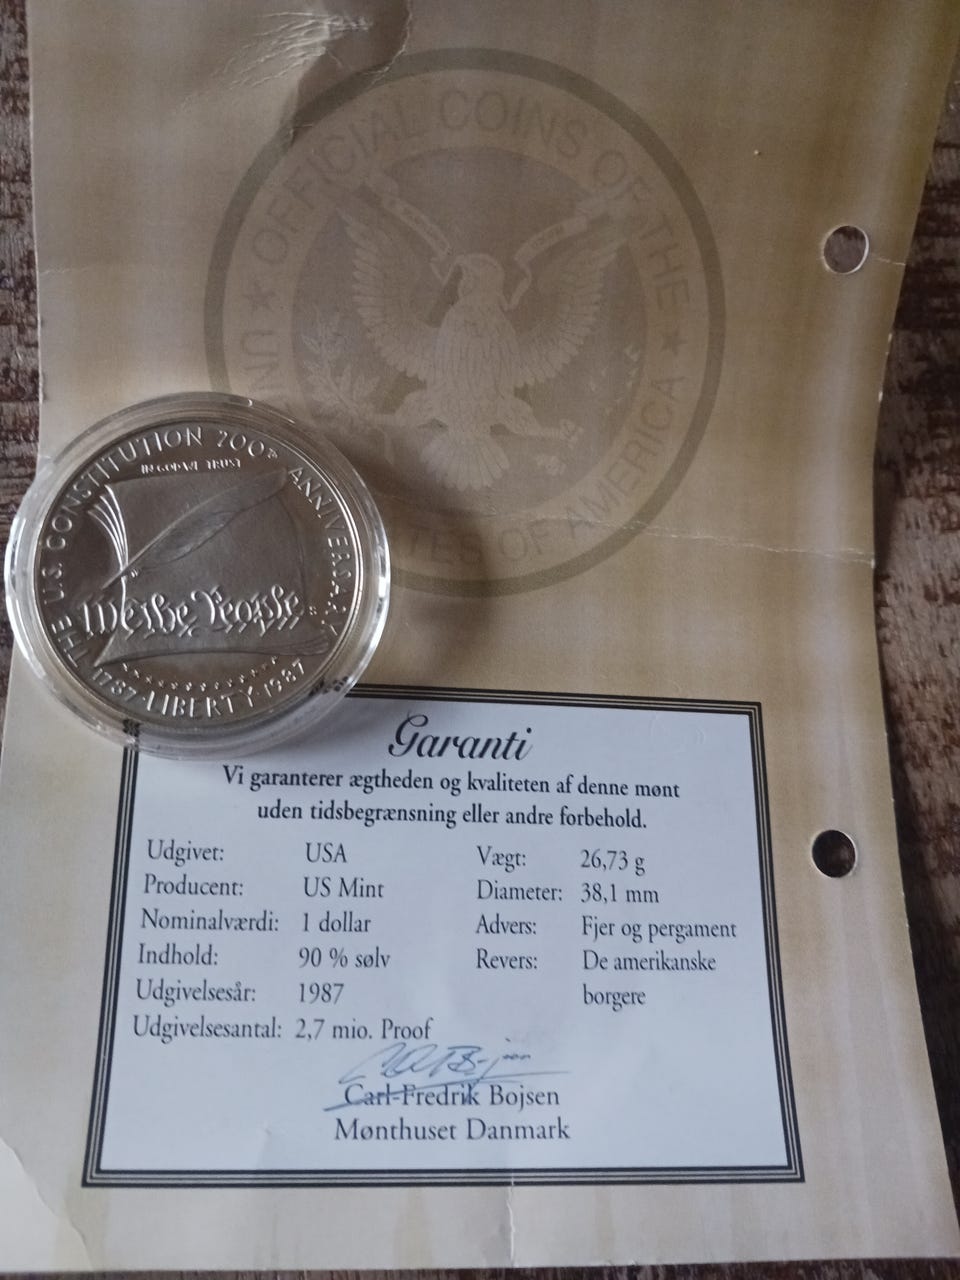 OFFICIAL COINS OF THE
UN
TES OF AMERICA
THE U.S. CONSTITUTION 200TH ANNIVERSARY
IN GOD WE TRUST
We the People
1787 · LIBERTY · 1987
Garanti
Vi garanterer ægtheden og kvaliteten af denne mønt
uden tidsbegrænsning eller andre forbehold.
Udgivet: USA
Producent: US Mint
Nominalværdi: 1 dollar
Indhold: 90 % sølv
Udgivelsesår: 1987
Udgivelsesantal: 2,7 mio. Proof
Vægt: 26,73 g
Diameter: 38,1 mm
Advers: Fjer og pergament
Revers: De amerikanske
borgere
Carl-Fredrik Bojsen
Mønthuset Danmark